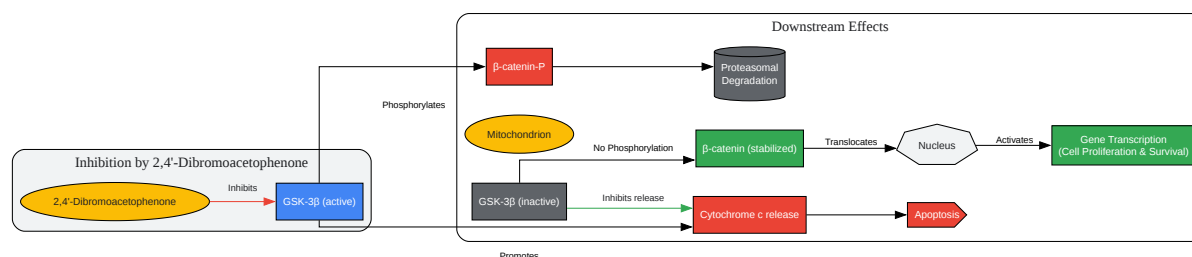 Downstream Effects
β-catenin-P
Proteasomal
Degradation
Phosphorylates
Mitochondrion
No Phosphorylation
β-catenin (stabilized)
Translocates
Nucleus
Activates
Gene Transcription
(Cell Proliferation & Survival)
Inhibition by 2,4'-Dibromoacetophenone
2,4'-Dibromoacetophenone
Inhibits
GSK-3β (active)
GSK-3β (inactive)
Inhibits release
Cytochrome c release
Apoptosis
Promotes